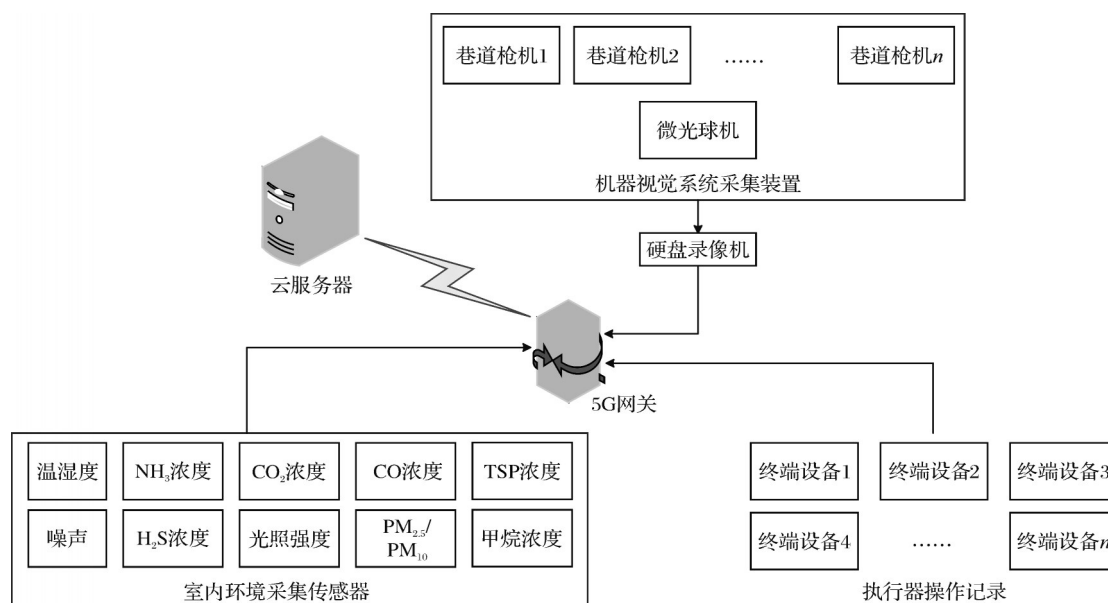 巷道枪机1
巷道枪机2
……
巷道枪机n
微光球机
机器视觉系统采集装置
硬盘录像机
云服务器
5G网关
温湿度
NH₃浓度
CO₂浓度
CO浓度
TSP浓度
噪声
H₂S浓度
光照强度
PM₂.₅/
PM₁₀
甲烷浓度
室内环境采集传感器
终端设备1
终端设备2
终端设备3
终端设备4
……
终端设备n
执行器操作记录